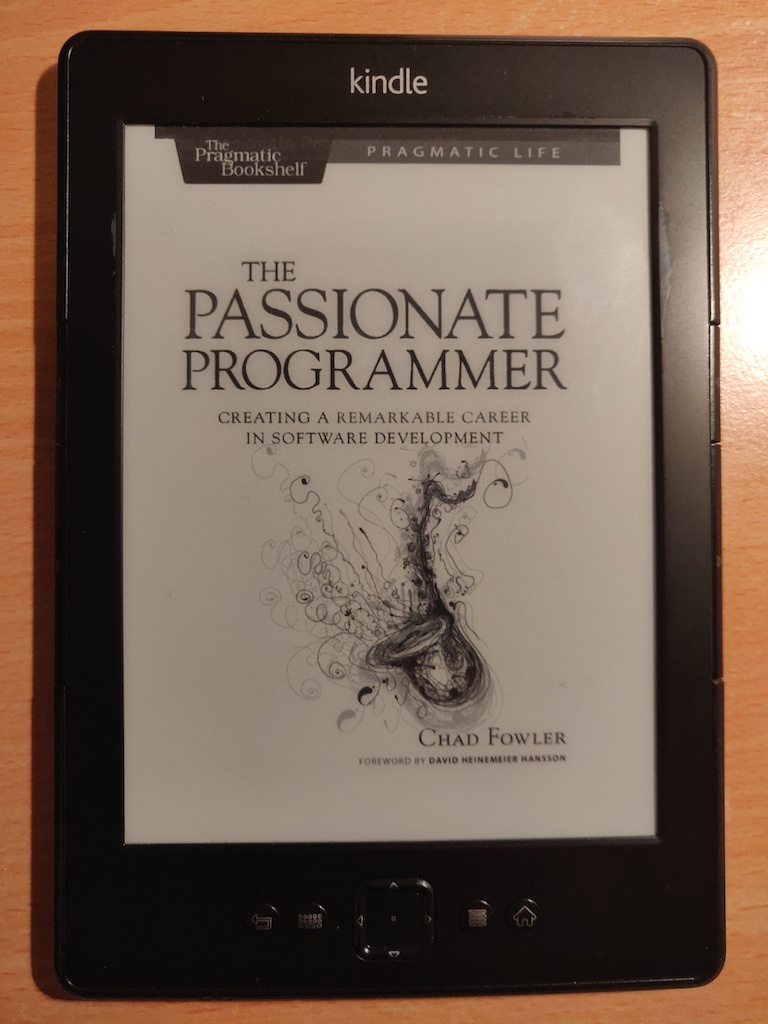 kindle
The
Pragmatic
Bookshelf
PRAGMATIC LIFE
THE
PASSIONATE
PROGRAMMER
CREATING A REMARKABLE CAREER
IN SOFTWARE DEVELOPMENT
CHAD FOWLER
FOREWORD BY DAVID HEINEMEIER HANSSON